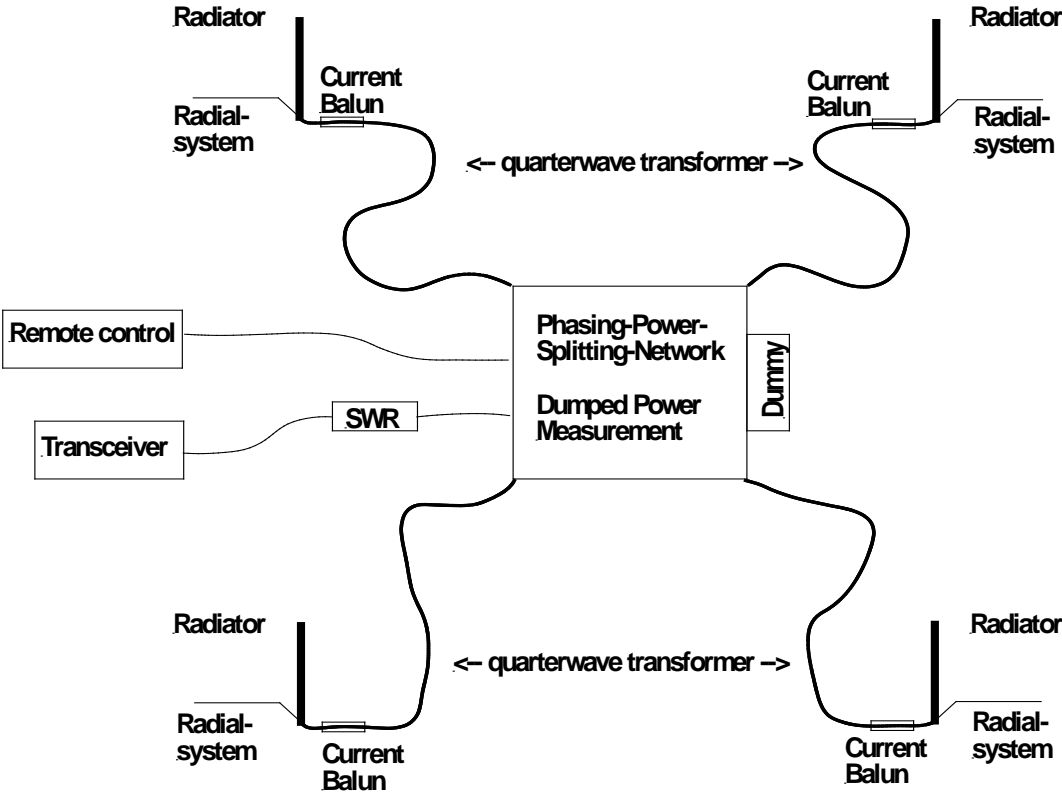 Radiator
Radiator
Current
Balun
Current
Balun
Radial-
system
Radial-
system
<-- quarterwave transformer -->
Remote control
Phasing-Power-
Splitting-Network
Dummy
Dumped Power
Measurement
SWR
Transceiver
Radiator
Radiator
<-- quarterwave transformer -->
Radial-
system
Radial-
system
Current
Balun
Current
Balun